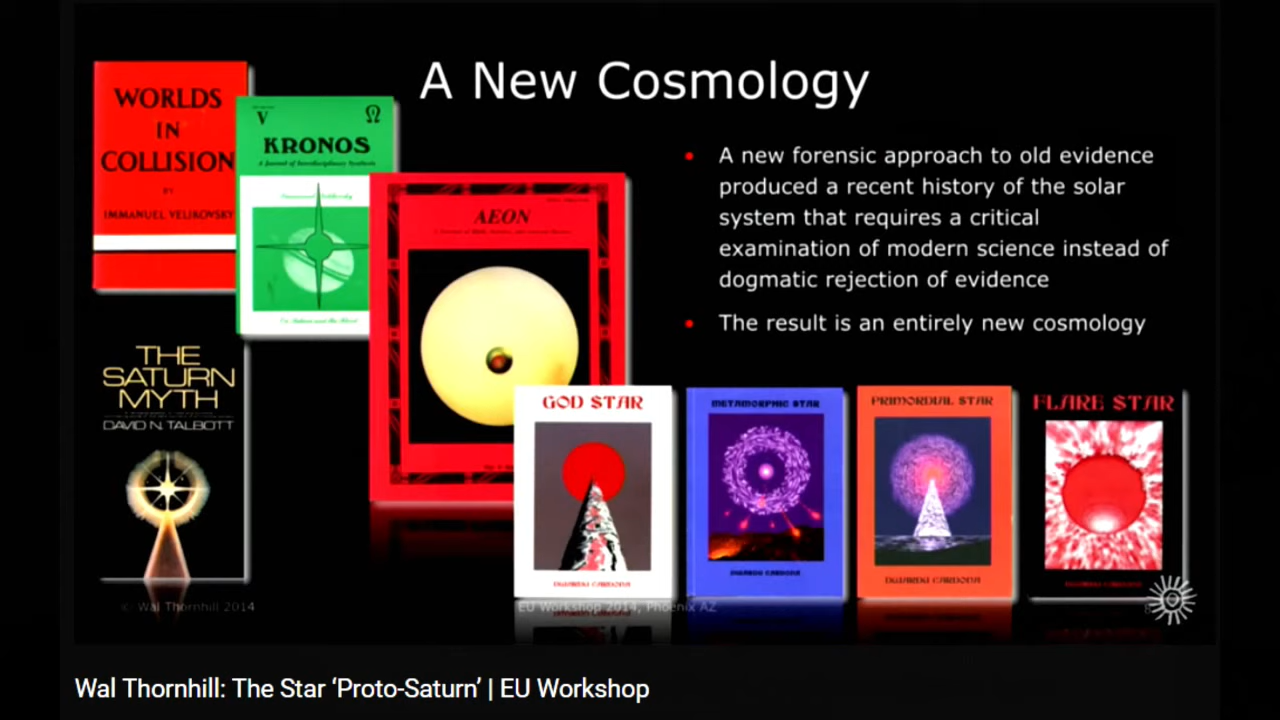 A New Cosmology
WORLDS
IN
COLLISION
BY
IMMANUEL VELIKOVSKY
V
Ω
KRONOS
A Journal of Interdisciplinary Synthesis
AEON
THE
SATURN
MYTH
DAVID N. TALBOTT
• A new forensic approach to old evidence
produced a recent history of the solar
system that requires a critical
examination of modern science instead of
dogmatic rejection of evidence
• The result is an entirely new cosmology
GOD STAR
DWARDU CARDONA
METAMORPHIC STAR
DWARDU CARDONA
PRIMORDIAL STAR
DWARDU CARDONA
FLARE STAR
DWARDU CARDONA
© Wal Thornhill 2014
EU Workshop 2014, Phoenix AZ
Wal Thornhill: The Star ‘Proto-Saturn’ | EU Workshop